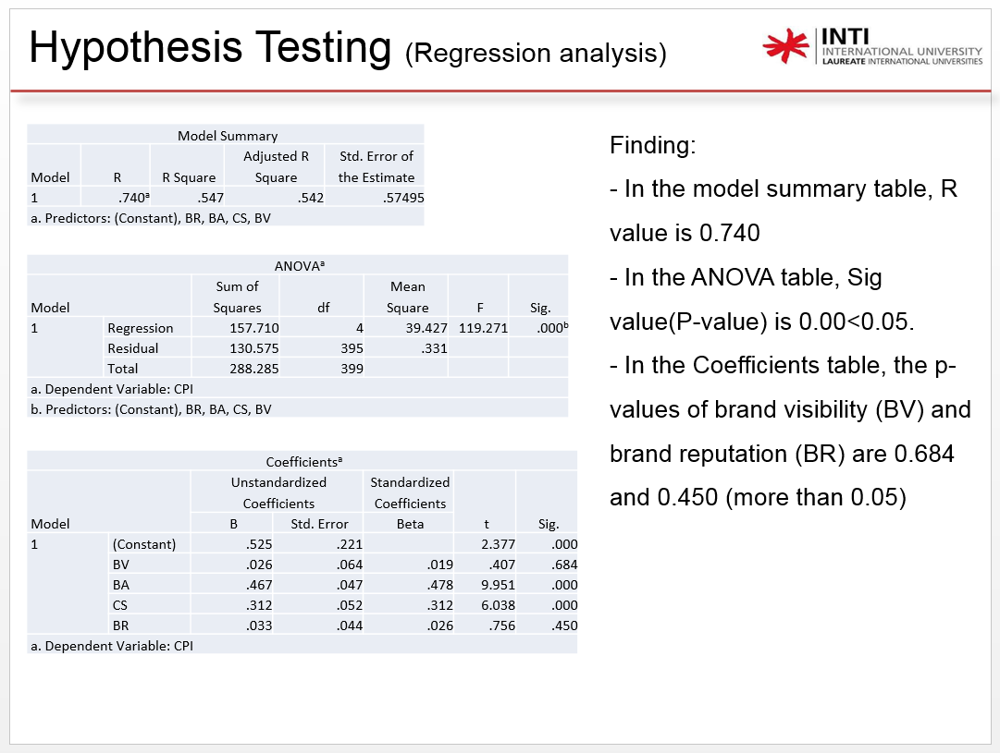 Hypothesis Testing (Regression analysis)
INTI
INTERNATIONAL UNIVERSITY
LAUREATE INTERNATIONAL UNIVERSITIES
Model Summary
Model R R Square Adjusted R Square Std. Error of the Estimate
1 .740ᵃ .547 .542 .57495
a. Predictors: (Constant), BR, BA, CS, BV
ANOVAᵃ
Model Sum of Squares df Mean Square F Sig.
1 Regression 157.710 4 39.427 119.271 .000ᵇ
Residual 130.575 395 .331
Total 288.285 399
a. Dependent Variable: CPI
b. Predictors: (Constant), BR, BA, CS, BV
Coefficientsᵃ
Unstandardized Coefficients Standardized Coefficients
Model B Std. Error Beta t Sig.
1 (Constant) .525 .221 2.377 .000
BV .026 .064 .019 .407 .684
BA .467 .047 .478 9.951 .000
CS .312 .052 .312 6.038 .000
BR .033 .044 .026 .756 .450
a. Dependent Variable: CPI
Finding:
- In the model summary table, R
value is 0.740
- In the ANOVA table, Sig
value(P-value) is 0.00<0.05.
- In the Coefficients table, the p-
values of brand visibility (BV) and
brand reputation (BR) are 0.684
and 0.450 (more than 0.05)